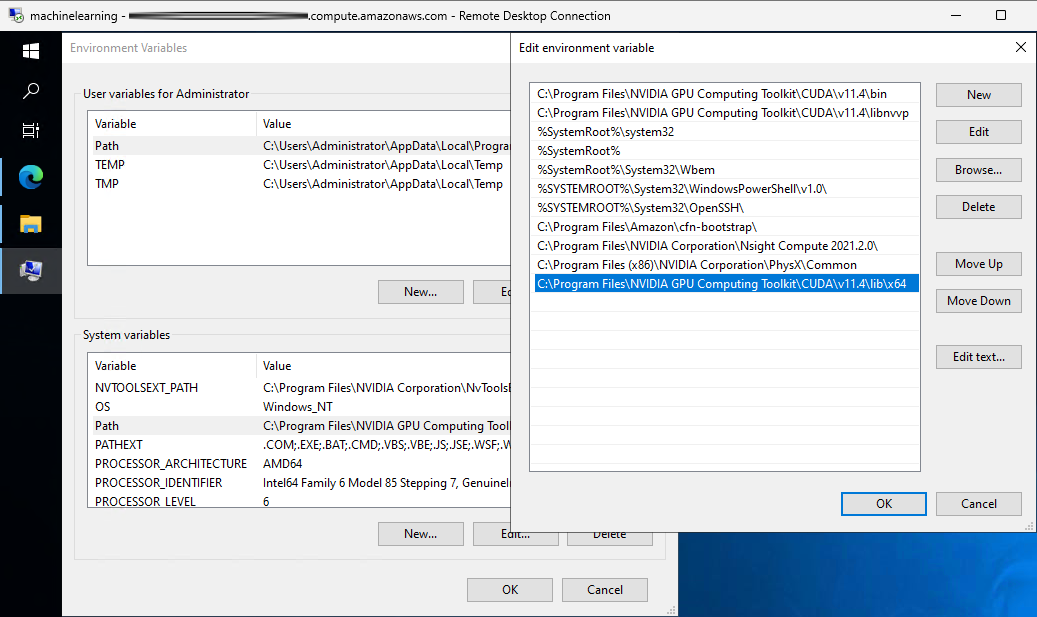 machinelearning - .compute.amazonaws.com - Remote Desktop Connection
Environment Variables
User variables for Administrator
Variable Value
Path C:\Users\Administrator\AppData\Local\Progra
TEMP C:\Users\Administrator\AppData\Local\Temp
TMP C:\Users\Administrator\AppData\Local\Temp
New...
System variables
Variable Value
NVTOOLSEXT_PATH C:\Program Files\NVIDIA Corporation\NvTools
OS Windows_NT
Path C:\Program Files\NVIDIA GPU Computing Tool
PATHEXT .COM;.EXE;.BAT;.CMD;.VBS;.VBE;.JS;.JSE;.WSF;.W
PROCESSOR_ARCHITECTURE AMD64
PROCESSOR_IDENTIFIER Intel64 Family 6 Model 85 Stepping 7, GenuineI
PROCESSOR_LEVEL 6
New... Edit... Delete
OK Cancel
Edit environment variable
C:\Program Files\NVIDIA GPU Computing Toolkit\CUDA\v11.4\bin
C:\Program Files\NVIDIA GPU Computing Toolkit\CUDA\v11.4\libnvvp
%SystemRoot%\system32
%SystemRoot%
%SystemRoot%\System32\Wbem
%SYSTEMROOT%\System32\WindowsPowerShell\v1.0\
%SYSTEMROOT%\System32\OpenSSH\
C:\Program Files\Amazon\cfn-bootstrap\
C:\Program Files\NVIDIA Corporation\Nsight Compute 2021.2.0\
C:\Program Files (x86)\NVIDIA Corporation\PhysX\Common
C:\Program Files\NVIDIA GPU Computing Toolkit\CUDA\v11.4\lib\x64
New
Edit
Browse...
Delete
Move Up
Move Down
Edit text...
OK Cancel